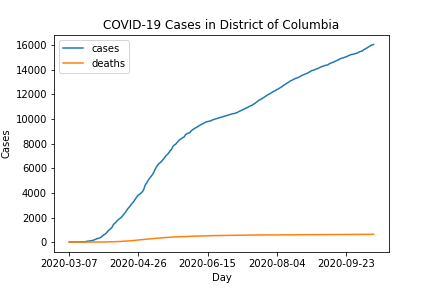 COVID-19 Cases in District of Columbia
cases
deaths
16000
14000
12000
10000
8000
6000
4000
2000
0
Cases
2020-03-07 2020-04-26 2020-06-15 2020-08-04 2020-09-23
Day